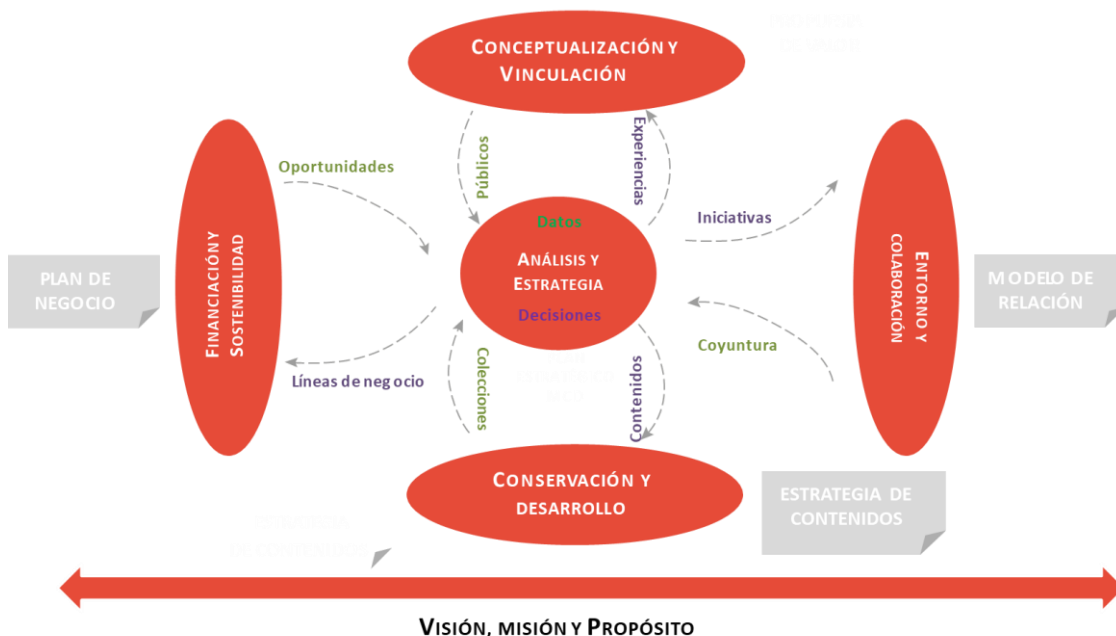 CONCEPTUALIZACIÓN Y
VINCULACIÓN
Públicos
Experiencias
Oportunidades
Iniciativas
Datos
ANÁLISIS Y
ESTRATEGIA
Decisiones
PLAN DE
NEGOCIO
FINANCIACIÓNY
SOSTENIBILIDAD
ENTORNO Y
COLABORACIÓN
MODELO DE
RELACIÓN
Líneas de negocio
Colecciones
Contenidos
Coyuntura
CONSERVACIÓN Y
DESARROLLO
ESTRATEGIA DE
CONTENIDOS
VISIÓN, MISIÓN Y PROPÓSITO